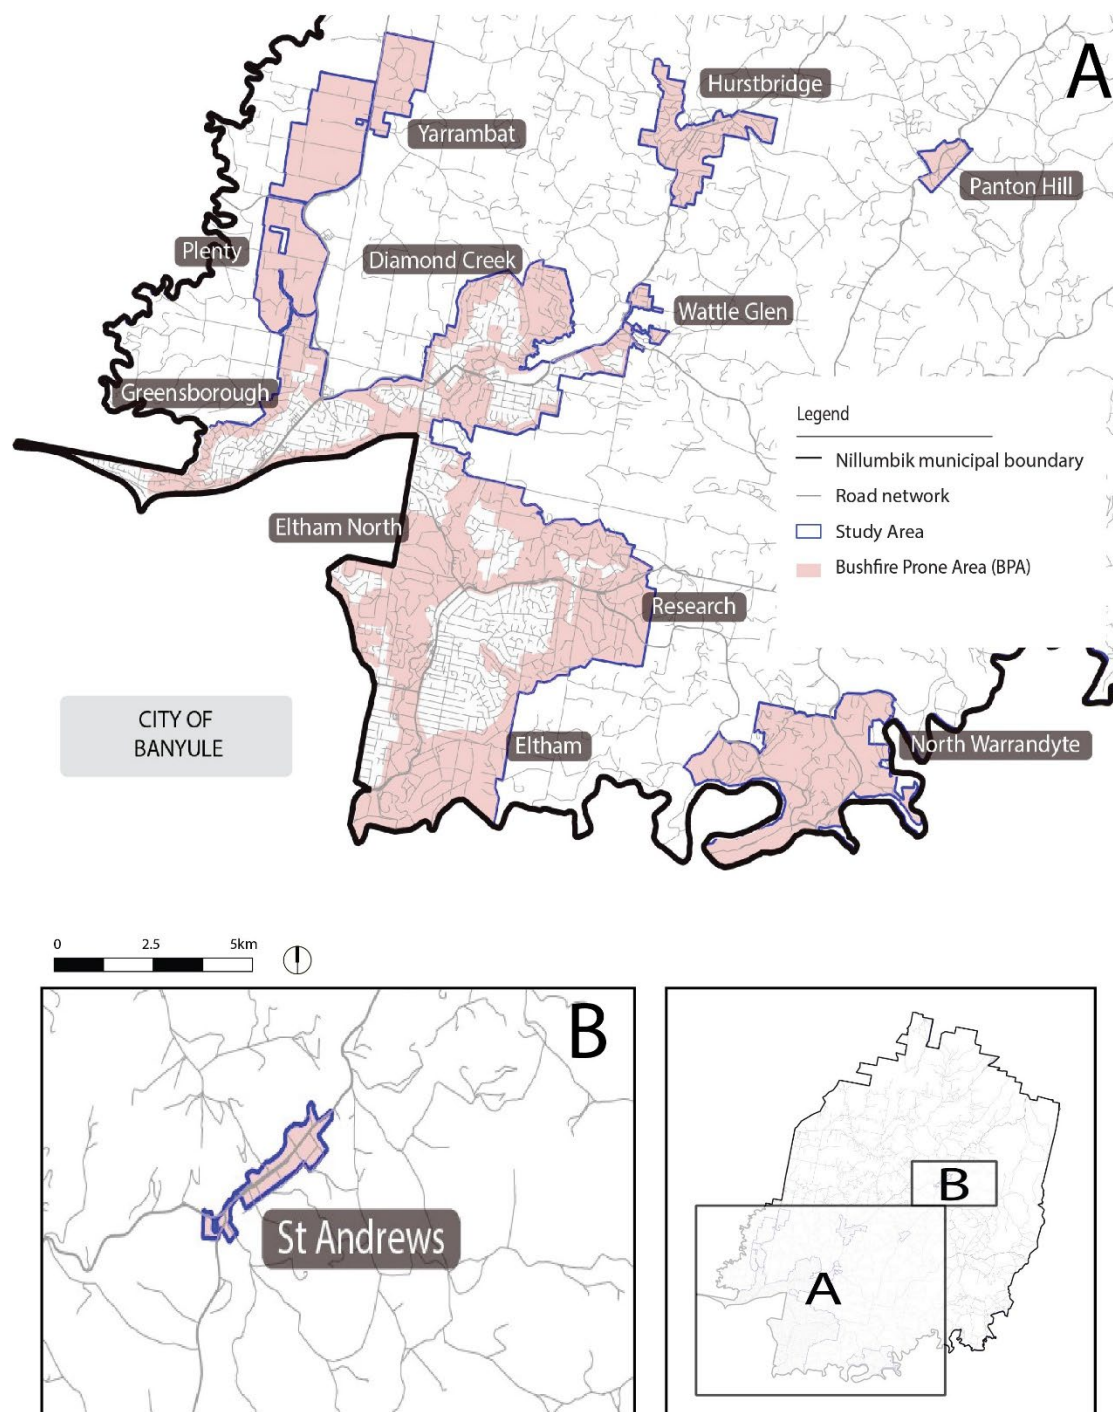 A
Hurstbridge
Yarrambat
Panton Hill
Plenty
Diamond Creek
Wattle Glen
Greensborough
Legend
Nillumbik municipal boundary
Road network
Study Area
Bushfire Prone Area (BPA)
Eltham North
Research
CITY OF
BANYULE
Eltham
North Warrandyte
0 2.5 5km
B
St Andrews
B
A